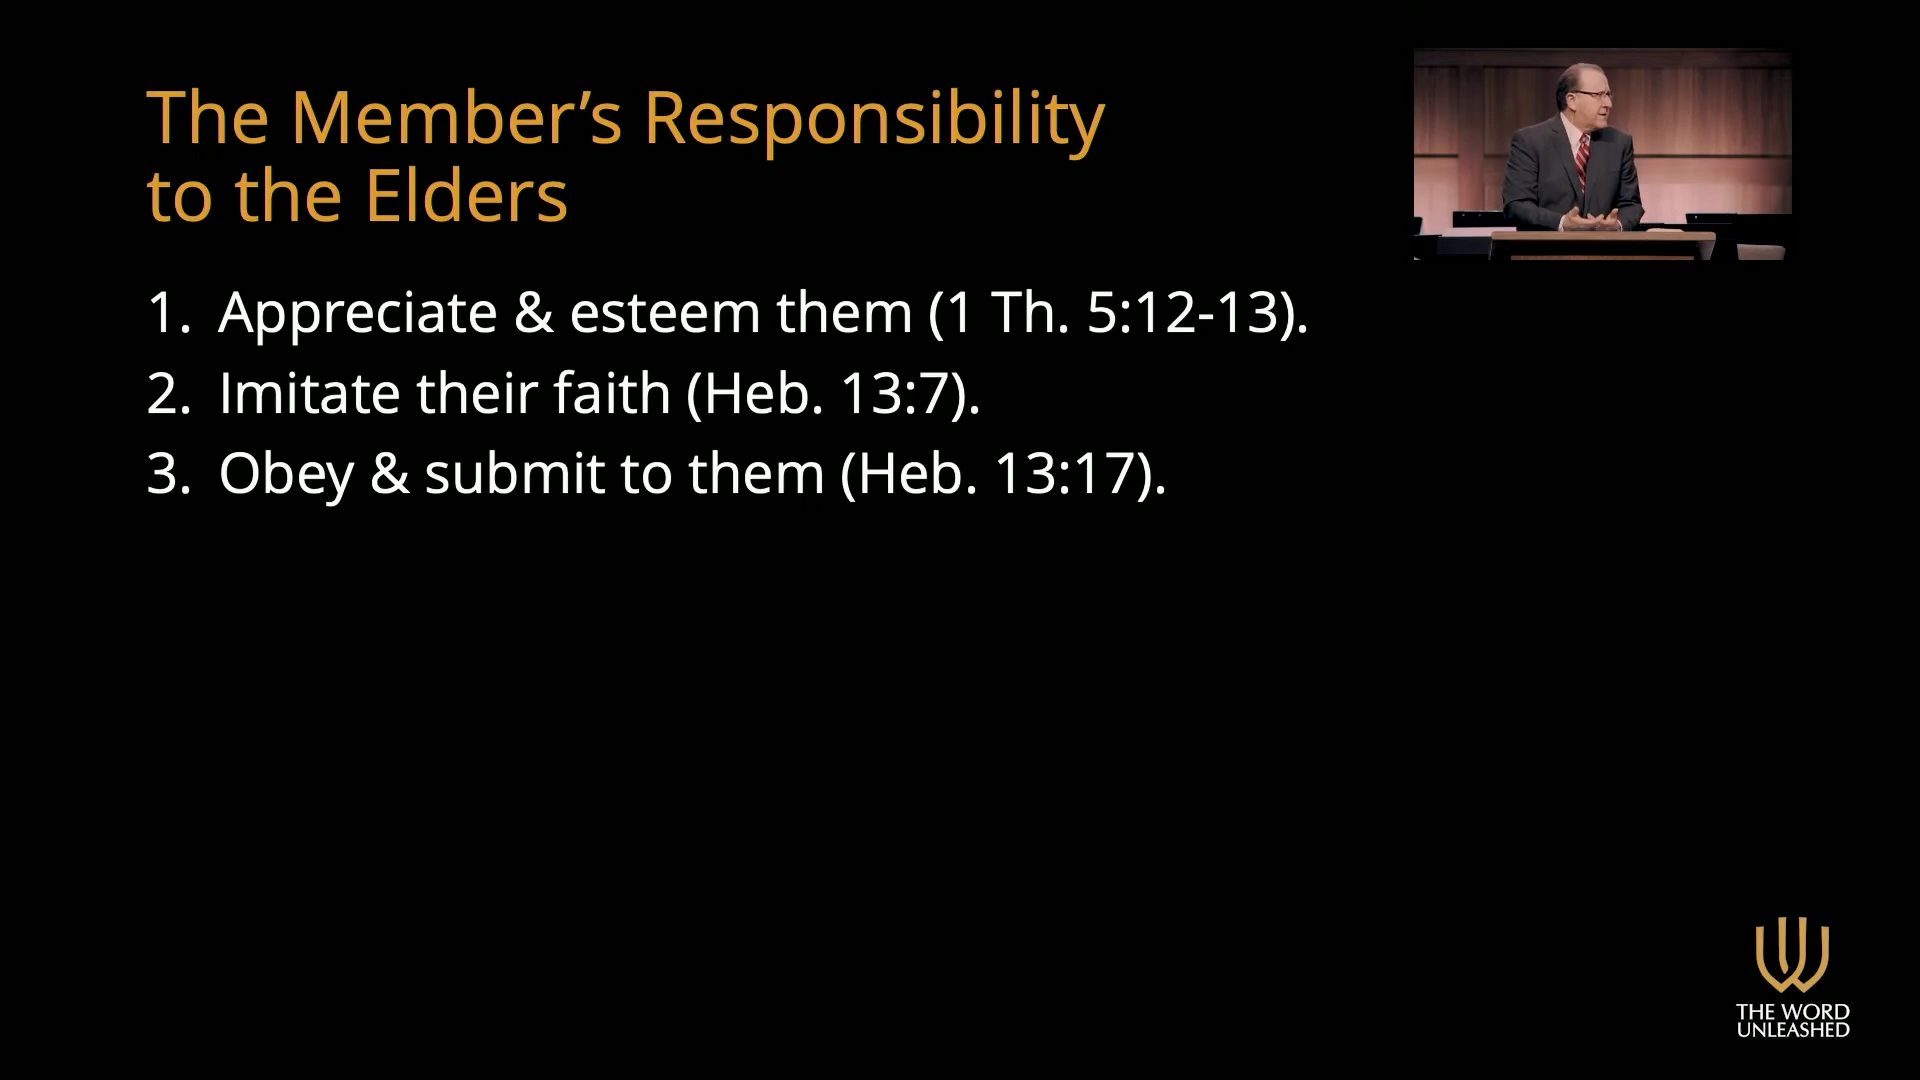 The Member’s Responsibility
to the Elders
1. Appreciate & esteem them (1 Th. 5:12-13).
2. Imitate their faith (Heb. 13:7).
3. Obey & submit to them (Heb. 13:17).
THE WORD
UNLEASHED